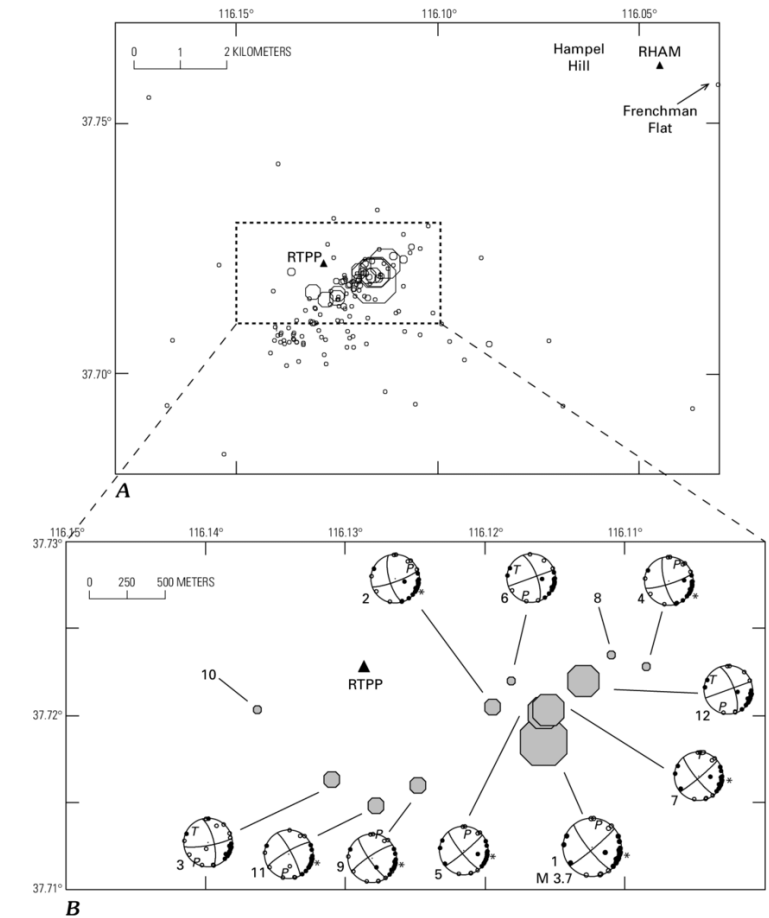 116.15° 116.10° 116.05°
0 1 2 KILOMETERS
Hampel
Hill
RHAM
Frenchman
Flat
37.75°
RTPP
37.70°
A
116.15° 116.14° 116.13° 116.12° 116.11°
37.73°
0 250 500 METERS
P
2
T
P
6
8
P
4
*
10
RTPP
T
P
12
37.72°
7
*
T
P
3
P
11
*
P
9
*
P
5
*
P
1
*
M 3.7
37.71°
B